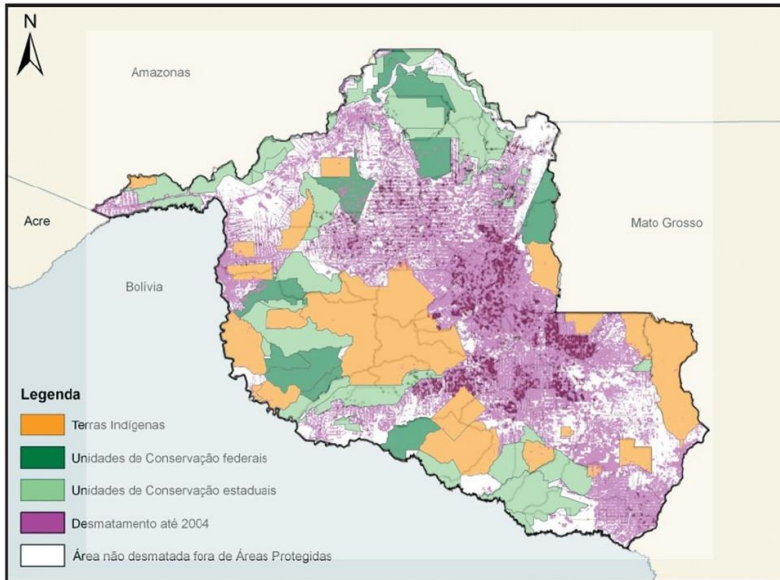 N
Amazonas
Acre
Mato Grosso
Bolívia
Legenda
Terras Indígenas
Unidades de Conservação federais
Unidades de Conservação estaduais
Desmatamento até 2004
Área não desmatada fora de Áreas Protegidas